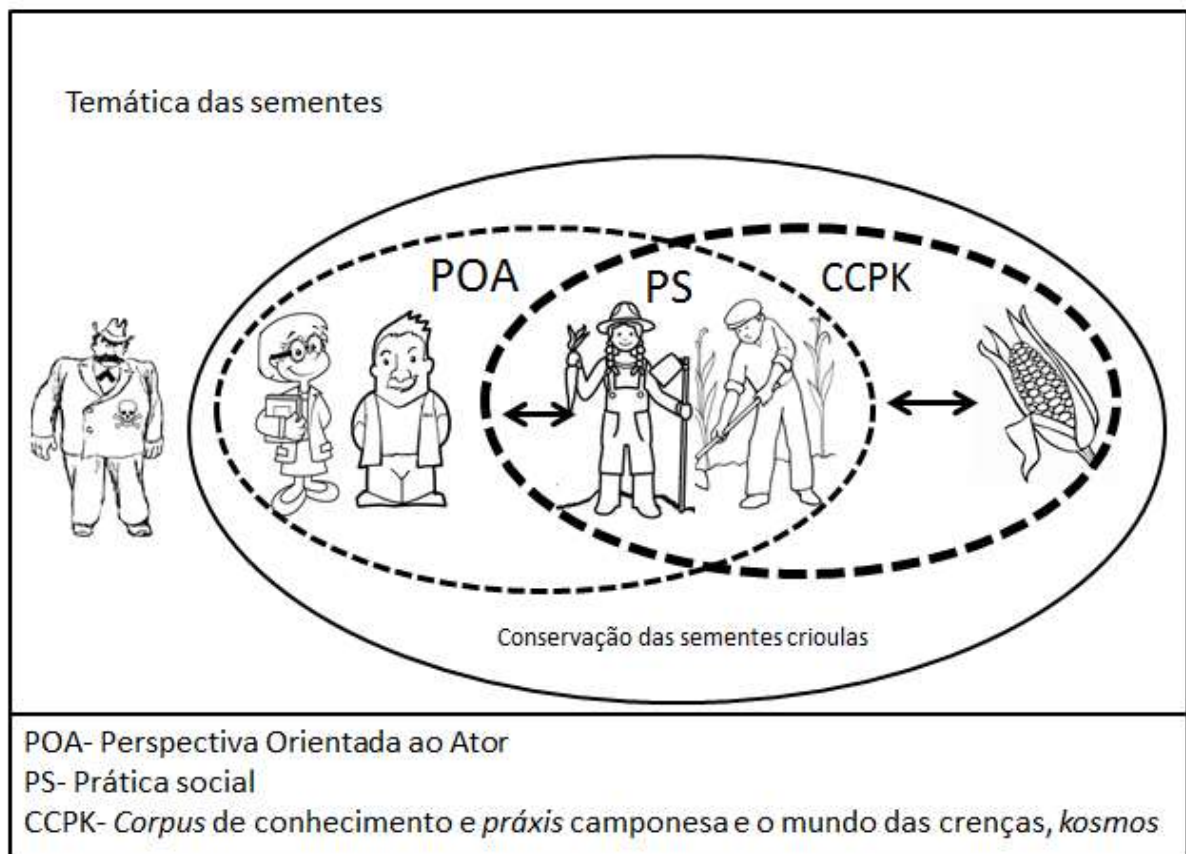 Temática das sementes
POA
PS
CCPK
Conservação das sementes crioulas
POA- Perspectiva Orientada ao Ator
PS- Prática social
CCPK- Corpus de conhecimento e práxis camponesa e o mundo das crenças, kosmos